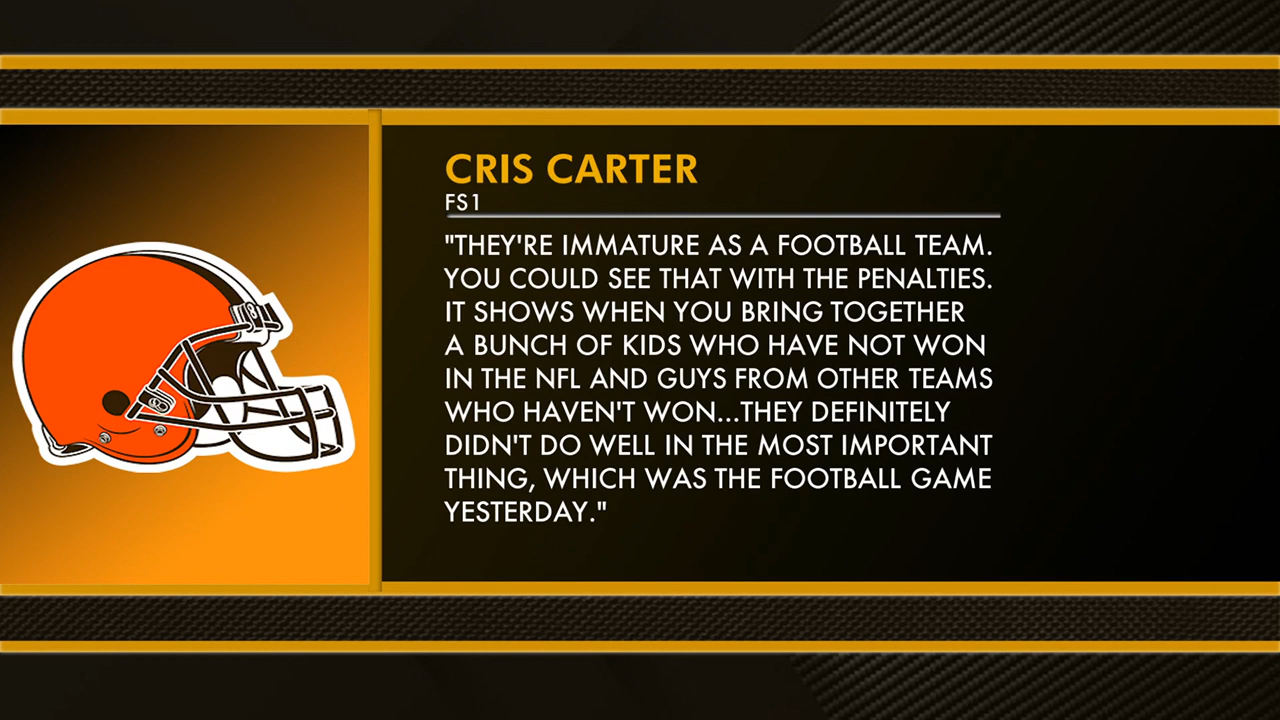 CRIS CARTER
FS1
"THEY'RE IMMATURE AS A FOOTBALL TEAM.
YOU COULD SEE THAT WITH THE PENALTIES.
IT SHOWS WHEN YOU BRING TOGETHER
A BUNCH OF KIDS WHO HAVE NOT WON
IN THE NFL AND GUYS FROM OTHER TEAMS
WHO HAVEN'T WON...THEY DEFINITELY
DIDN'T DO WELL IN THE MOST IMPORTANT
THING, WHICH WAS THE FOOTBALL GAME
YESTERDAY."